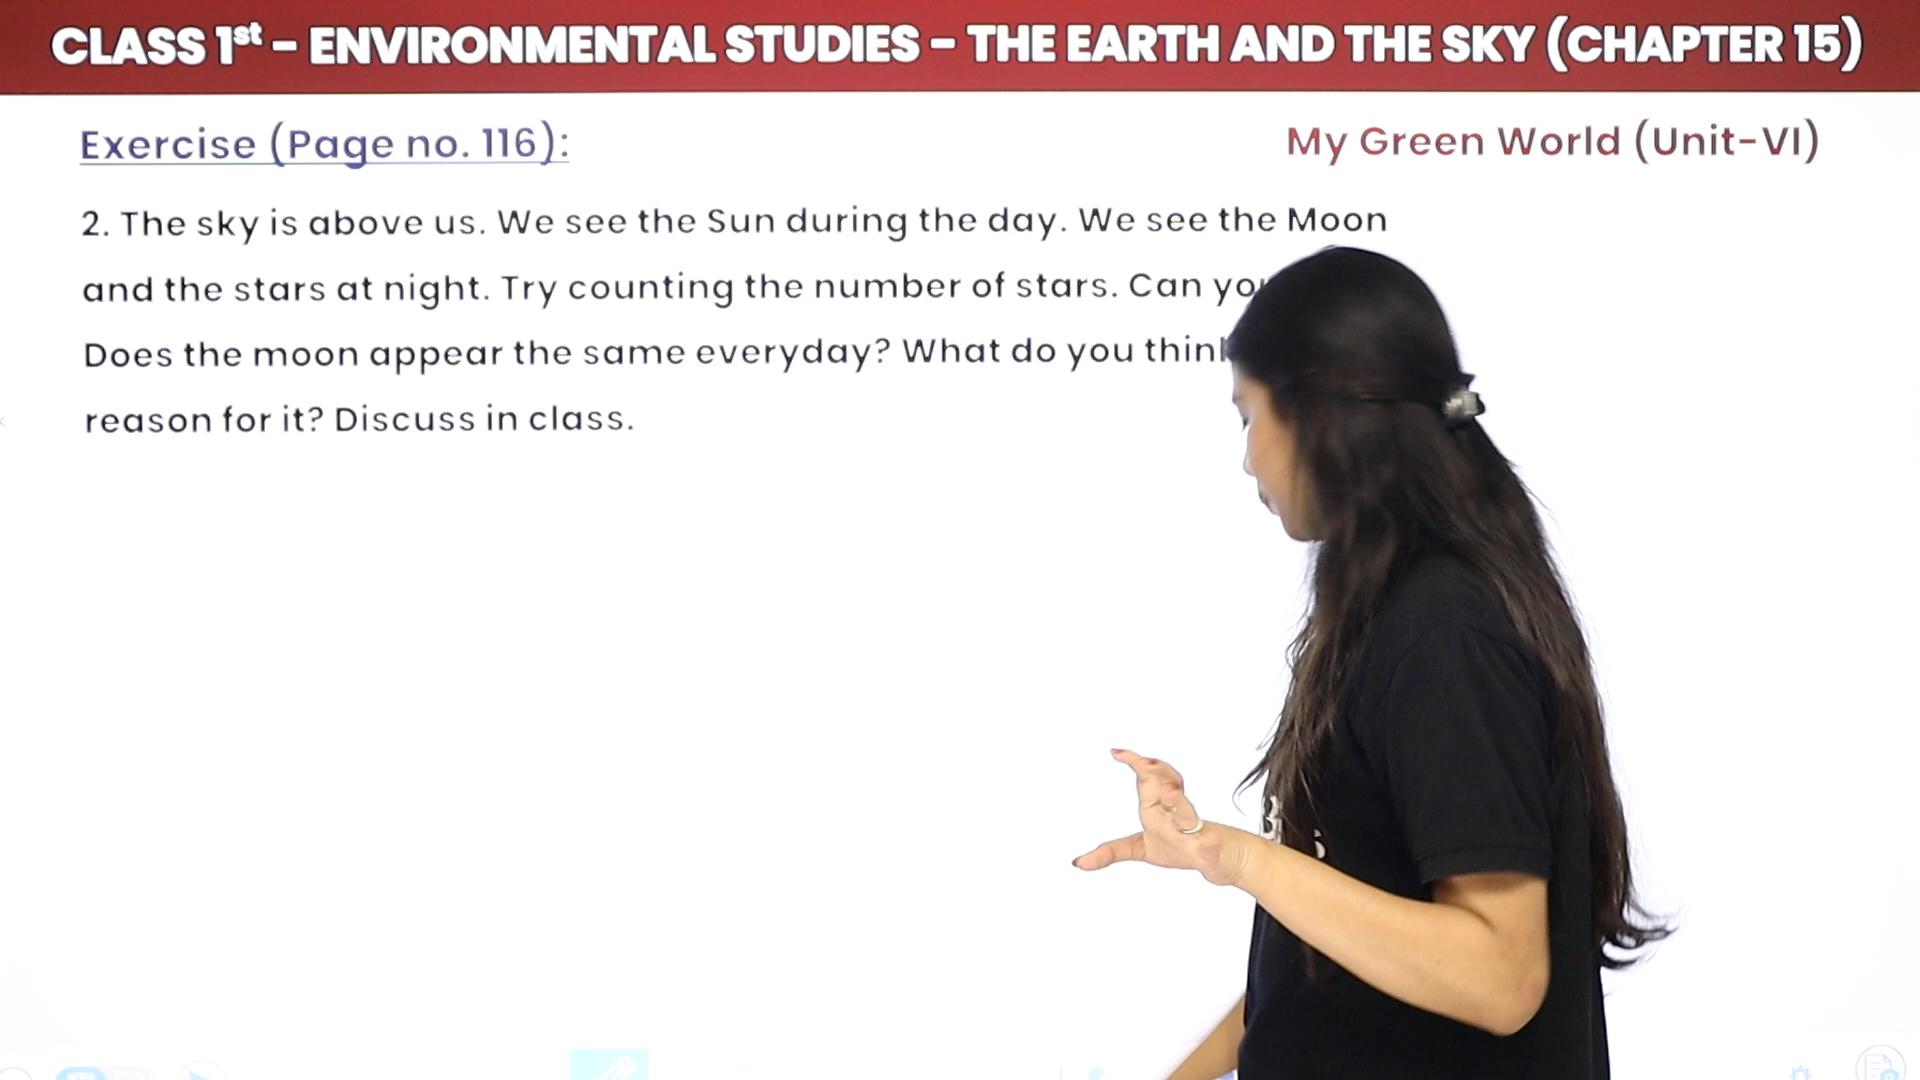 CLASS 1st – ENVIRONMENTAL STUDIES – THE EARTH AND THE SKY (CHAPTER 15)
Exercise (Page no. 116):
My Green World (Unit-VI)
2. The sky is above us. We see the Sun during the day. We see the Moon
and the stars at night. Try counting the number of stars. Can
Does the moon appear the same everyday? What do you
reason for it? Discuss in class.